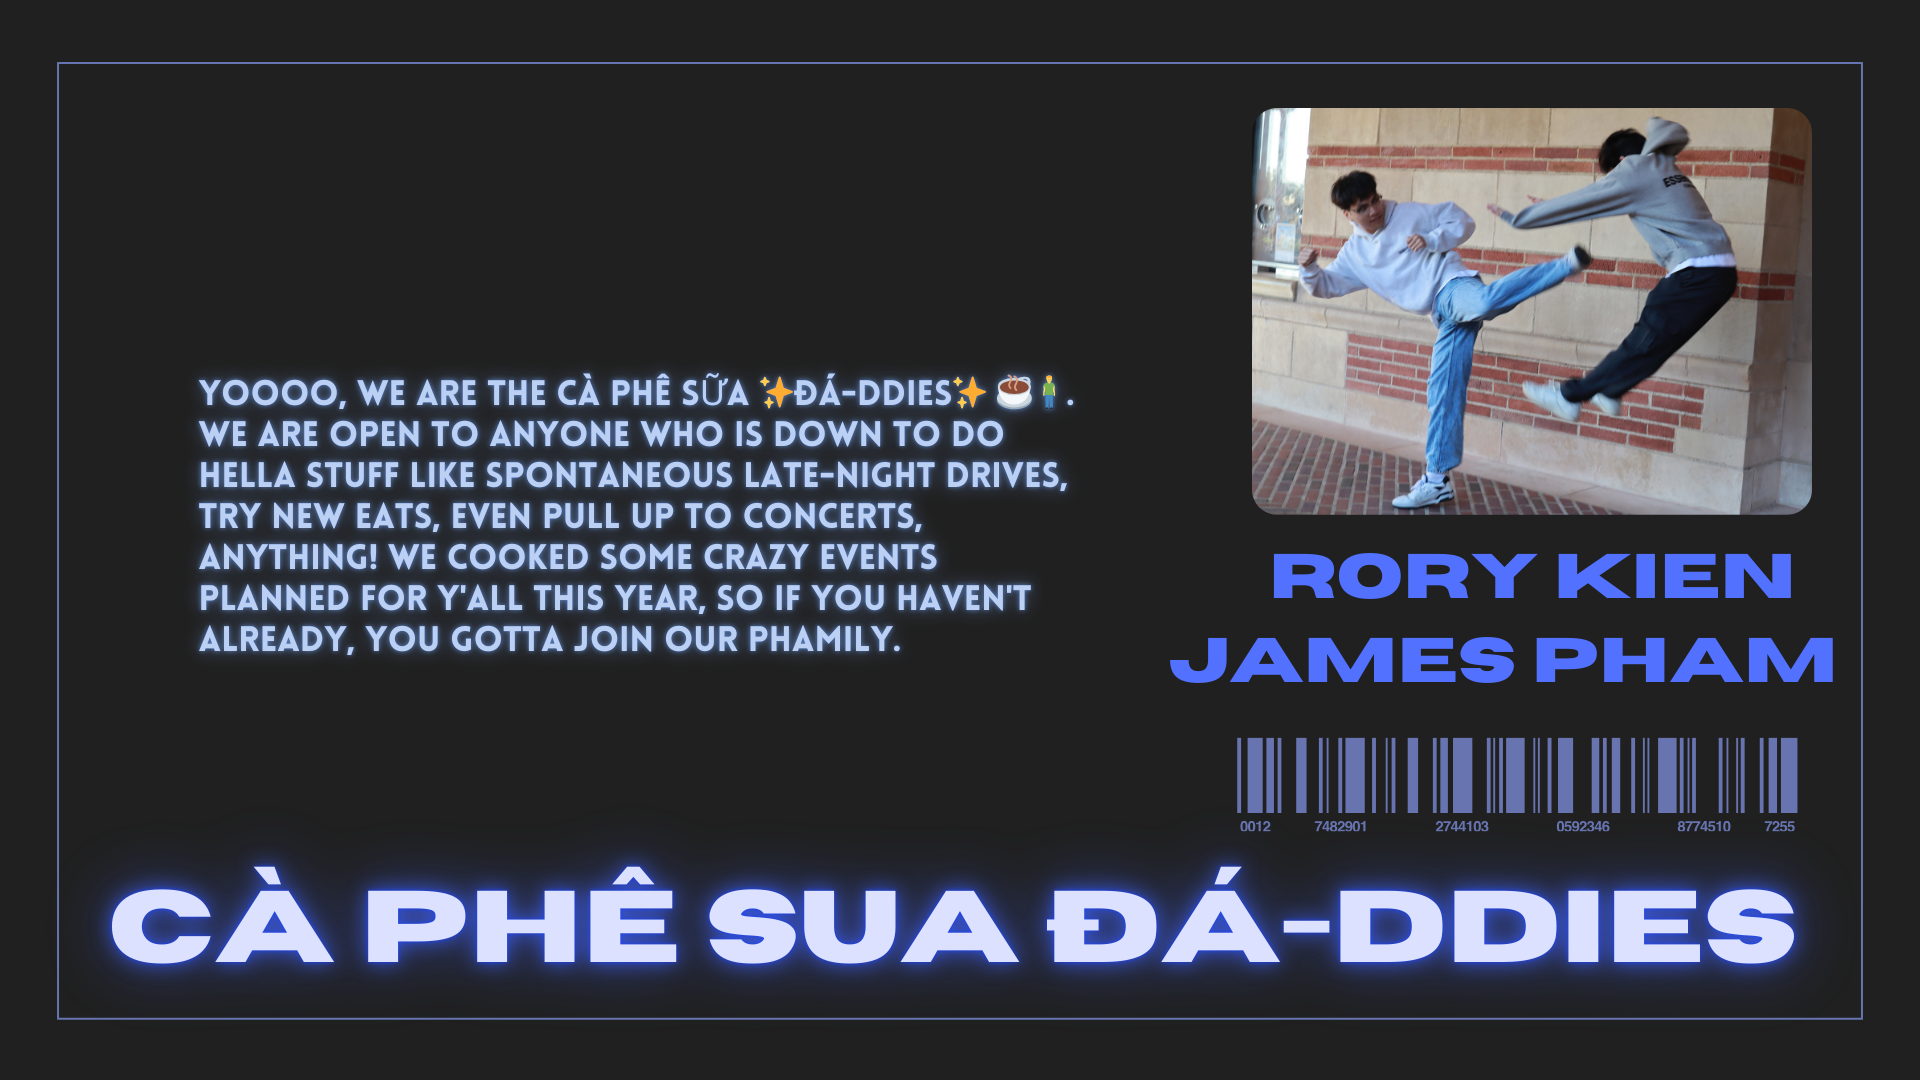 YOOOO, WE ARE THE CÀ PHÊ SỮA ✨ĐÁ-DDIES✨ ☕🧍‍♂️.
WE ARE OPEN TO ANYONE WHO IS DOWN TO DO
HELLA STUFF LIKE SPONTANEOUS LATE-NIGHT DRIVES,
TRY NEW EATS, EVEN PULL UP TO CONCERTS,
ANYTHING! WE COOKED SOME CRAZY EVENTS
PLANNED FOR Y'ALL THIS YEAR, SO IF YOU HAVEN'T
ALREADY, YOU GOTTA JOIN OUR PHAMILY.
RORY KIEN
JAMES PHAM
0012 7482901 2744103 0592346 8774510 7255
CÀ PHÊ SUA ĐÁ-DDIES